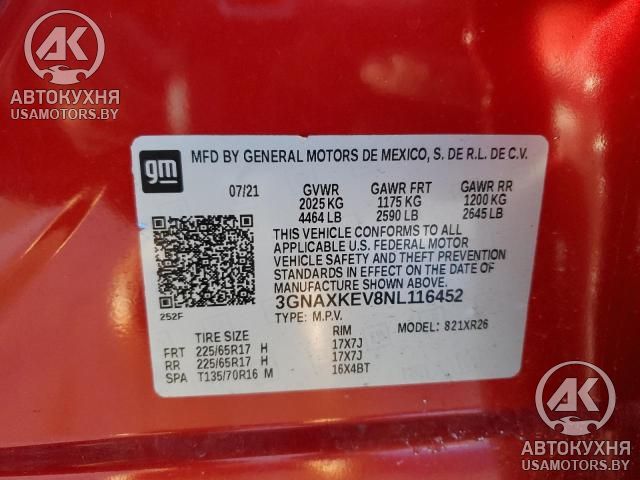 AK
АВТОКУХНЯ
USAMOTORS.BY
gm
MFD BY GENERAL MOTORS DE MEXICO, S. DE R.L. DE C.V.
07/21 GVWR GAWR FRT GAWR RR
2025 KG 1175 KG 1200 KG
4464 LB 2590 LB 2645 LB
THIS VEHICLE CONFORMS TO ALL
APPLICABLE U.S. FEDERAL MOTOR
VEHICLE SAFETY AND THEFT PREVENTION
STANDARDS IN EFFECT ON THE DATE OF
MANUFACTURE SHOWN ABOVE.
3GNAXKEV8NL116452
252F
TYPE: M.P.V. MODEL: 821XR26
TIRE SIZE RIM
FRT 225/65R17 H 17X7J
RR 225/65R17 H 17X7J
SPA T135/70R16 M 16X4BT
AK
АВТОКУХНЯ
USAMOTORS.BY